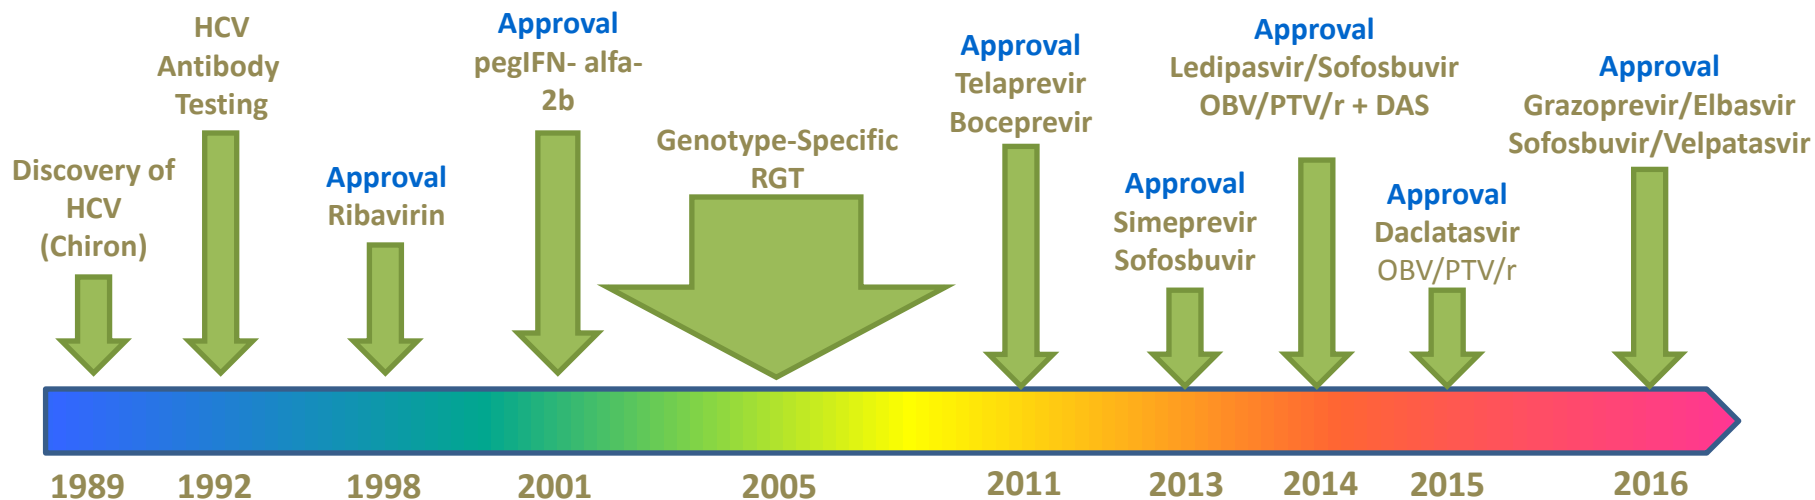 Discovery of
HCV
(Chiron)
HCV
Antibody
Testing
Approval
Ribavirin
Approval
pegIFN- alfa-
2b
Genotype-Specific
RGT
Approval
Telaprevir
Boceprevir
Approval
Simeprevir
Sofosbuvir
Approval
Ledipasvir/Sofosbuvir
OBV/PTV/r + DAS
Approval
Daclatasvir
OBV/PTV/r
Approval
Grazoprevir/Elbasvir
Sofosbuvir/Velpatasvir
1989 1992 1998 2001 2005 2011 2013 2014 2015 2016